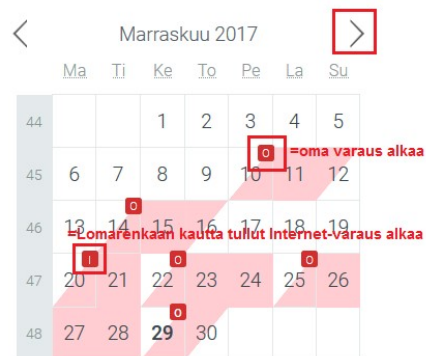 Marraskuu 2017
Ma Ti Ke To Pe La Su
44 1 2 3 4 5
O =oma varaus alkaa
45 6 7 8 9 10 11 12
O
46 13 14 15 16 17 18 19
=Lomarenkaan kautta tullut Internet-varaus alkaa
I O O
47 20 21 22 23 24 25 26
O
48 27 28 29 30